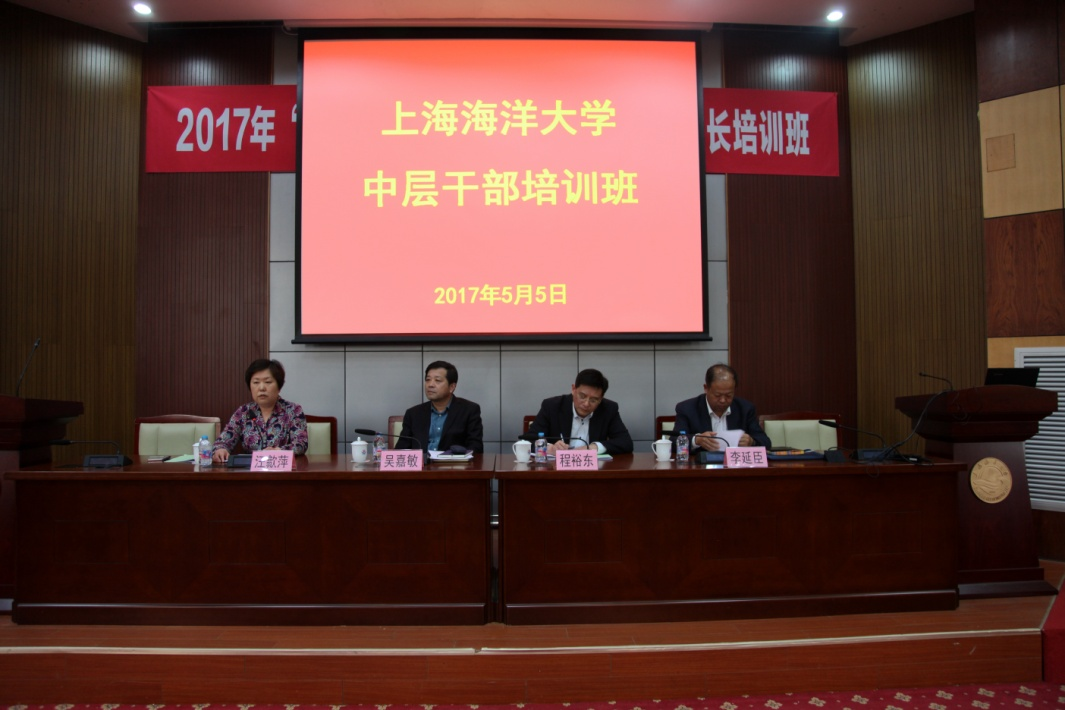 上海海洋大学
中层干部培训班
2017年5月5日
2017年“
长培训班
汪歙萍
吴嘉敏
程裕东
李延臣